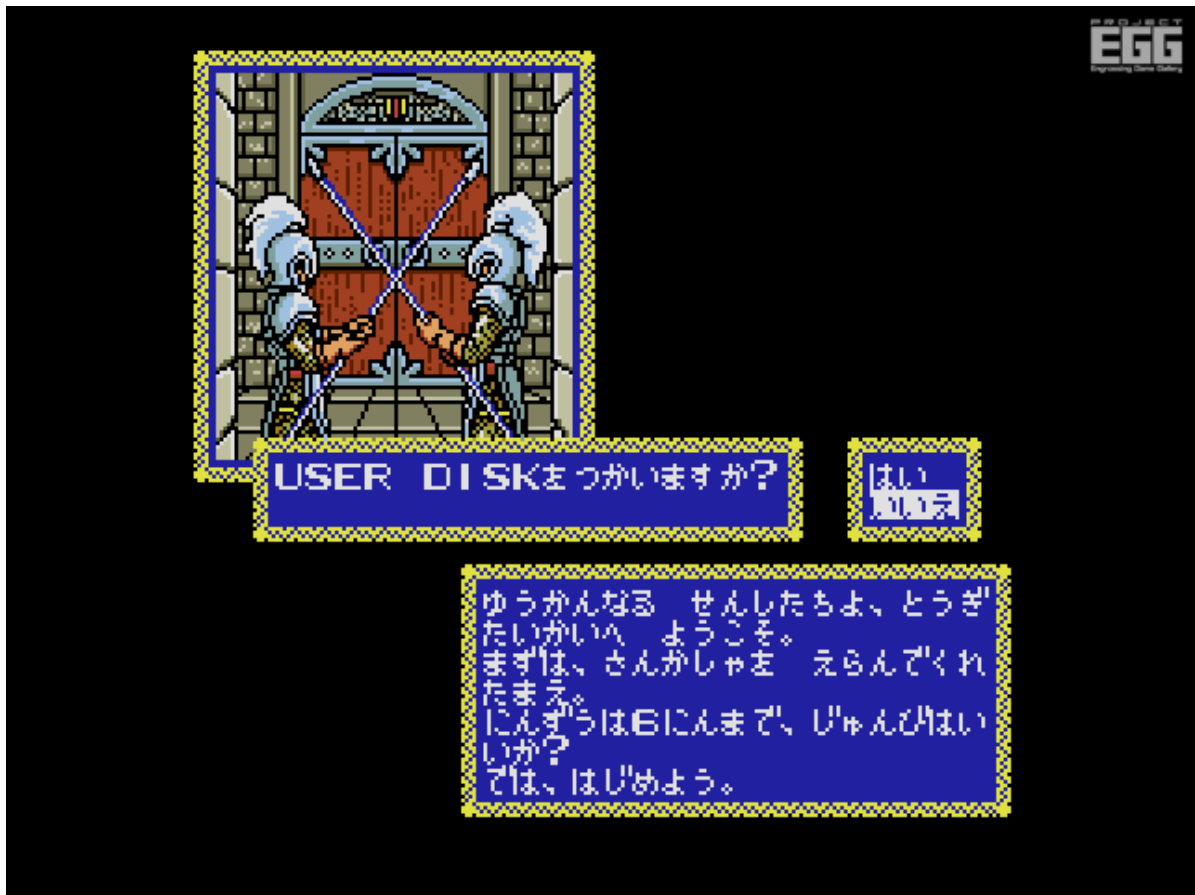 PROJECT
EGG
Engrossing Game Gallery
USER DISKをつかいますか?
はい
いいえ
ゆうかんなる　せんしたちよ、とうぎ
たいかいへ　ようこそ。
まずは、さんかしゃを　えらんでくれ
たまえ。
にんずうは6にんまで、じゅんびはい
いか?
では、はじめよう。